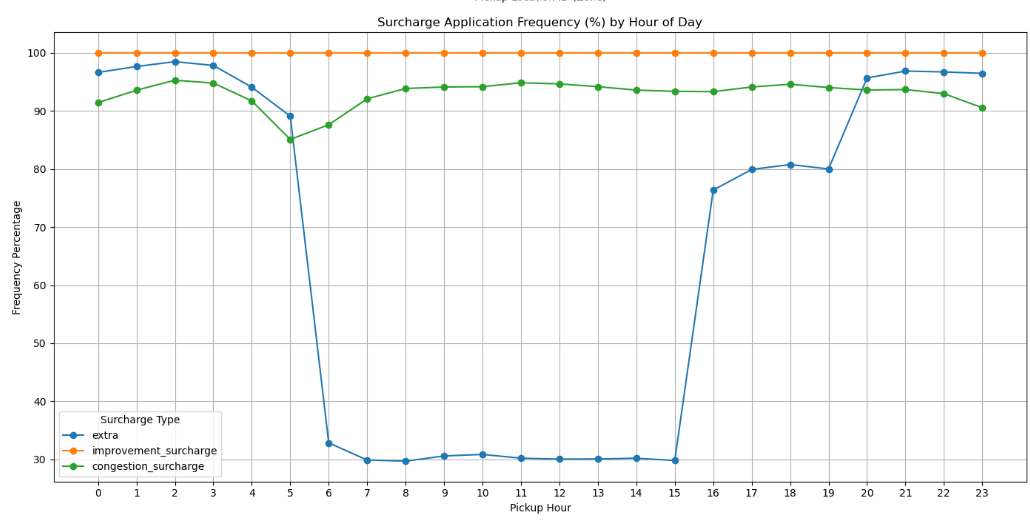 Surcharge Application Frequency (%) by Hour of Day
100
90
80
70
60
50
40
30
Frequency Percentage
Surcharge Type
extra
improvement_surcharge
congestion_surcharge
0 1 2 3 4 5 6 7 8 9 10 11 12 13 14 15 16 17 18 19 20 21 22 23
Pickup Hour